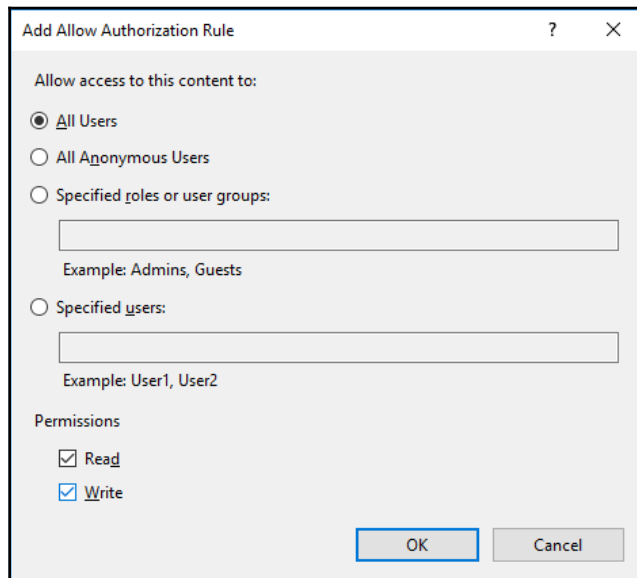 Add Allow Authorization Rule
?
Allow access to this content to:
All Users
All Anonymous Users
Specified roles or user groups:
Example: Admins, Guests
Specified users:
Example: User1, User2
Permissions
Read
Write
OK Cancel